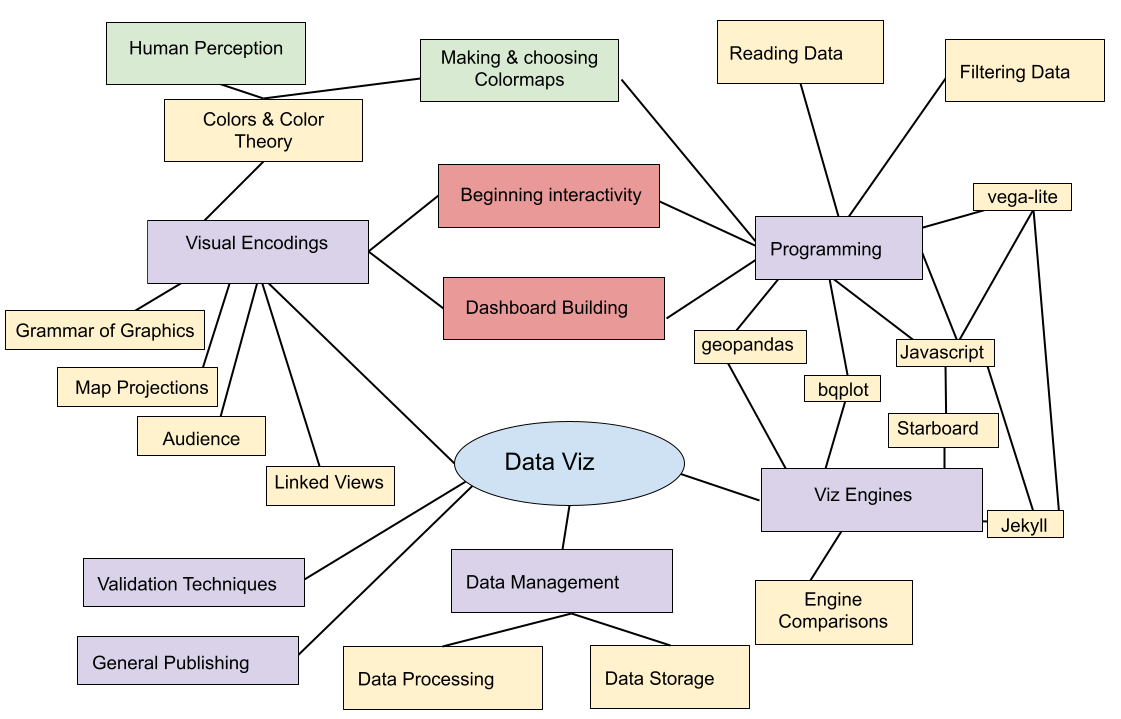 Human Perception
Making & choosing
Colormaps
Reading Data
Filtering Data
Colors & Color
Theory
Beginning interactivity
vega-lite
Visual Encodings
Programming
Dashboard Building
Grammar of Graphics
geopandas
Javascript
Map Projections
bqplot
Audience
Starboard
Data Viz
Linked Views
Viz Engines
Jekyll
Validation Techniques
Data Management
Engine
Comparisons
General Publishing
Data Processing
Data Storage